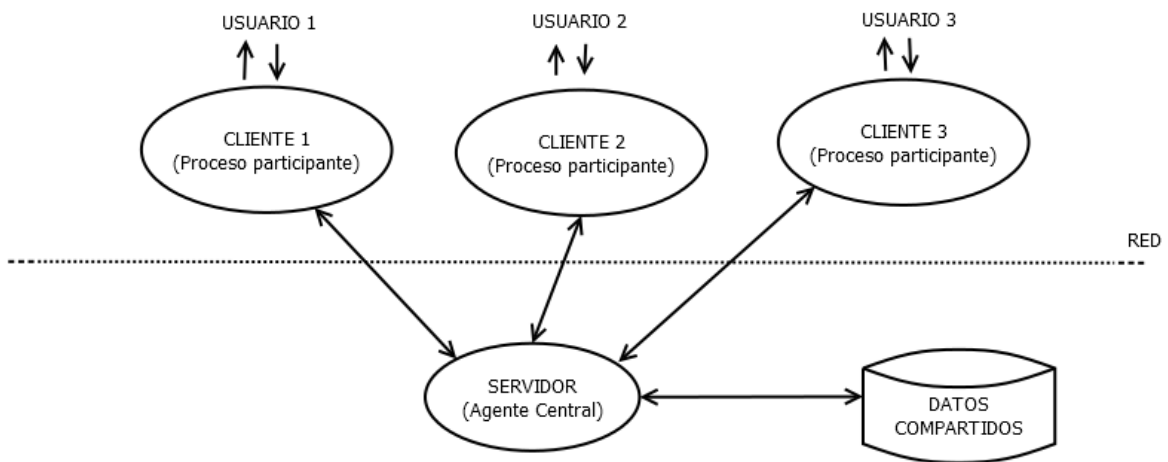 USUARIO 1
USUARIO 2
USUARIO 3
CLIENTE 1
(Proceso participante)
CLIENTE 2
(Proceso participante)
CLIENTE 3
(Proceso participante)
RED
SERVIDOR
(Agente Central)
DATOS
COMPARTIDOS